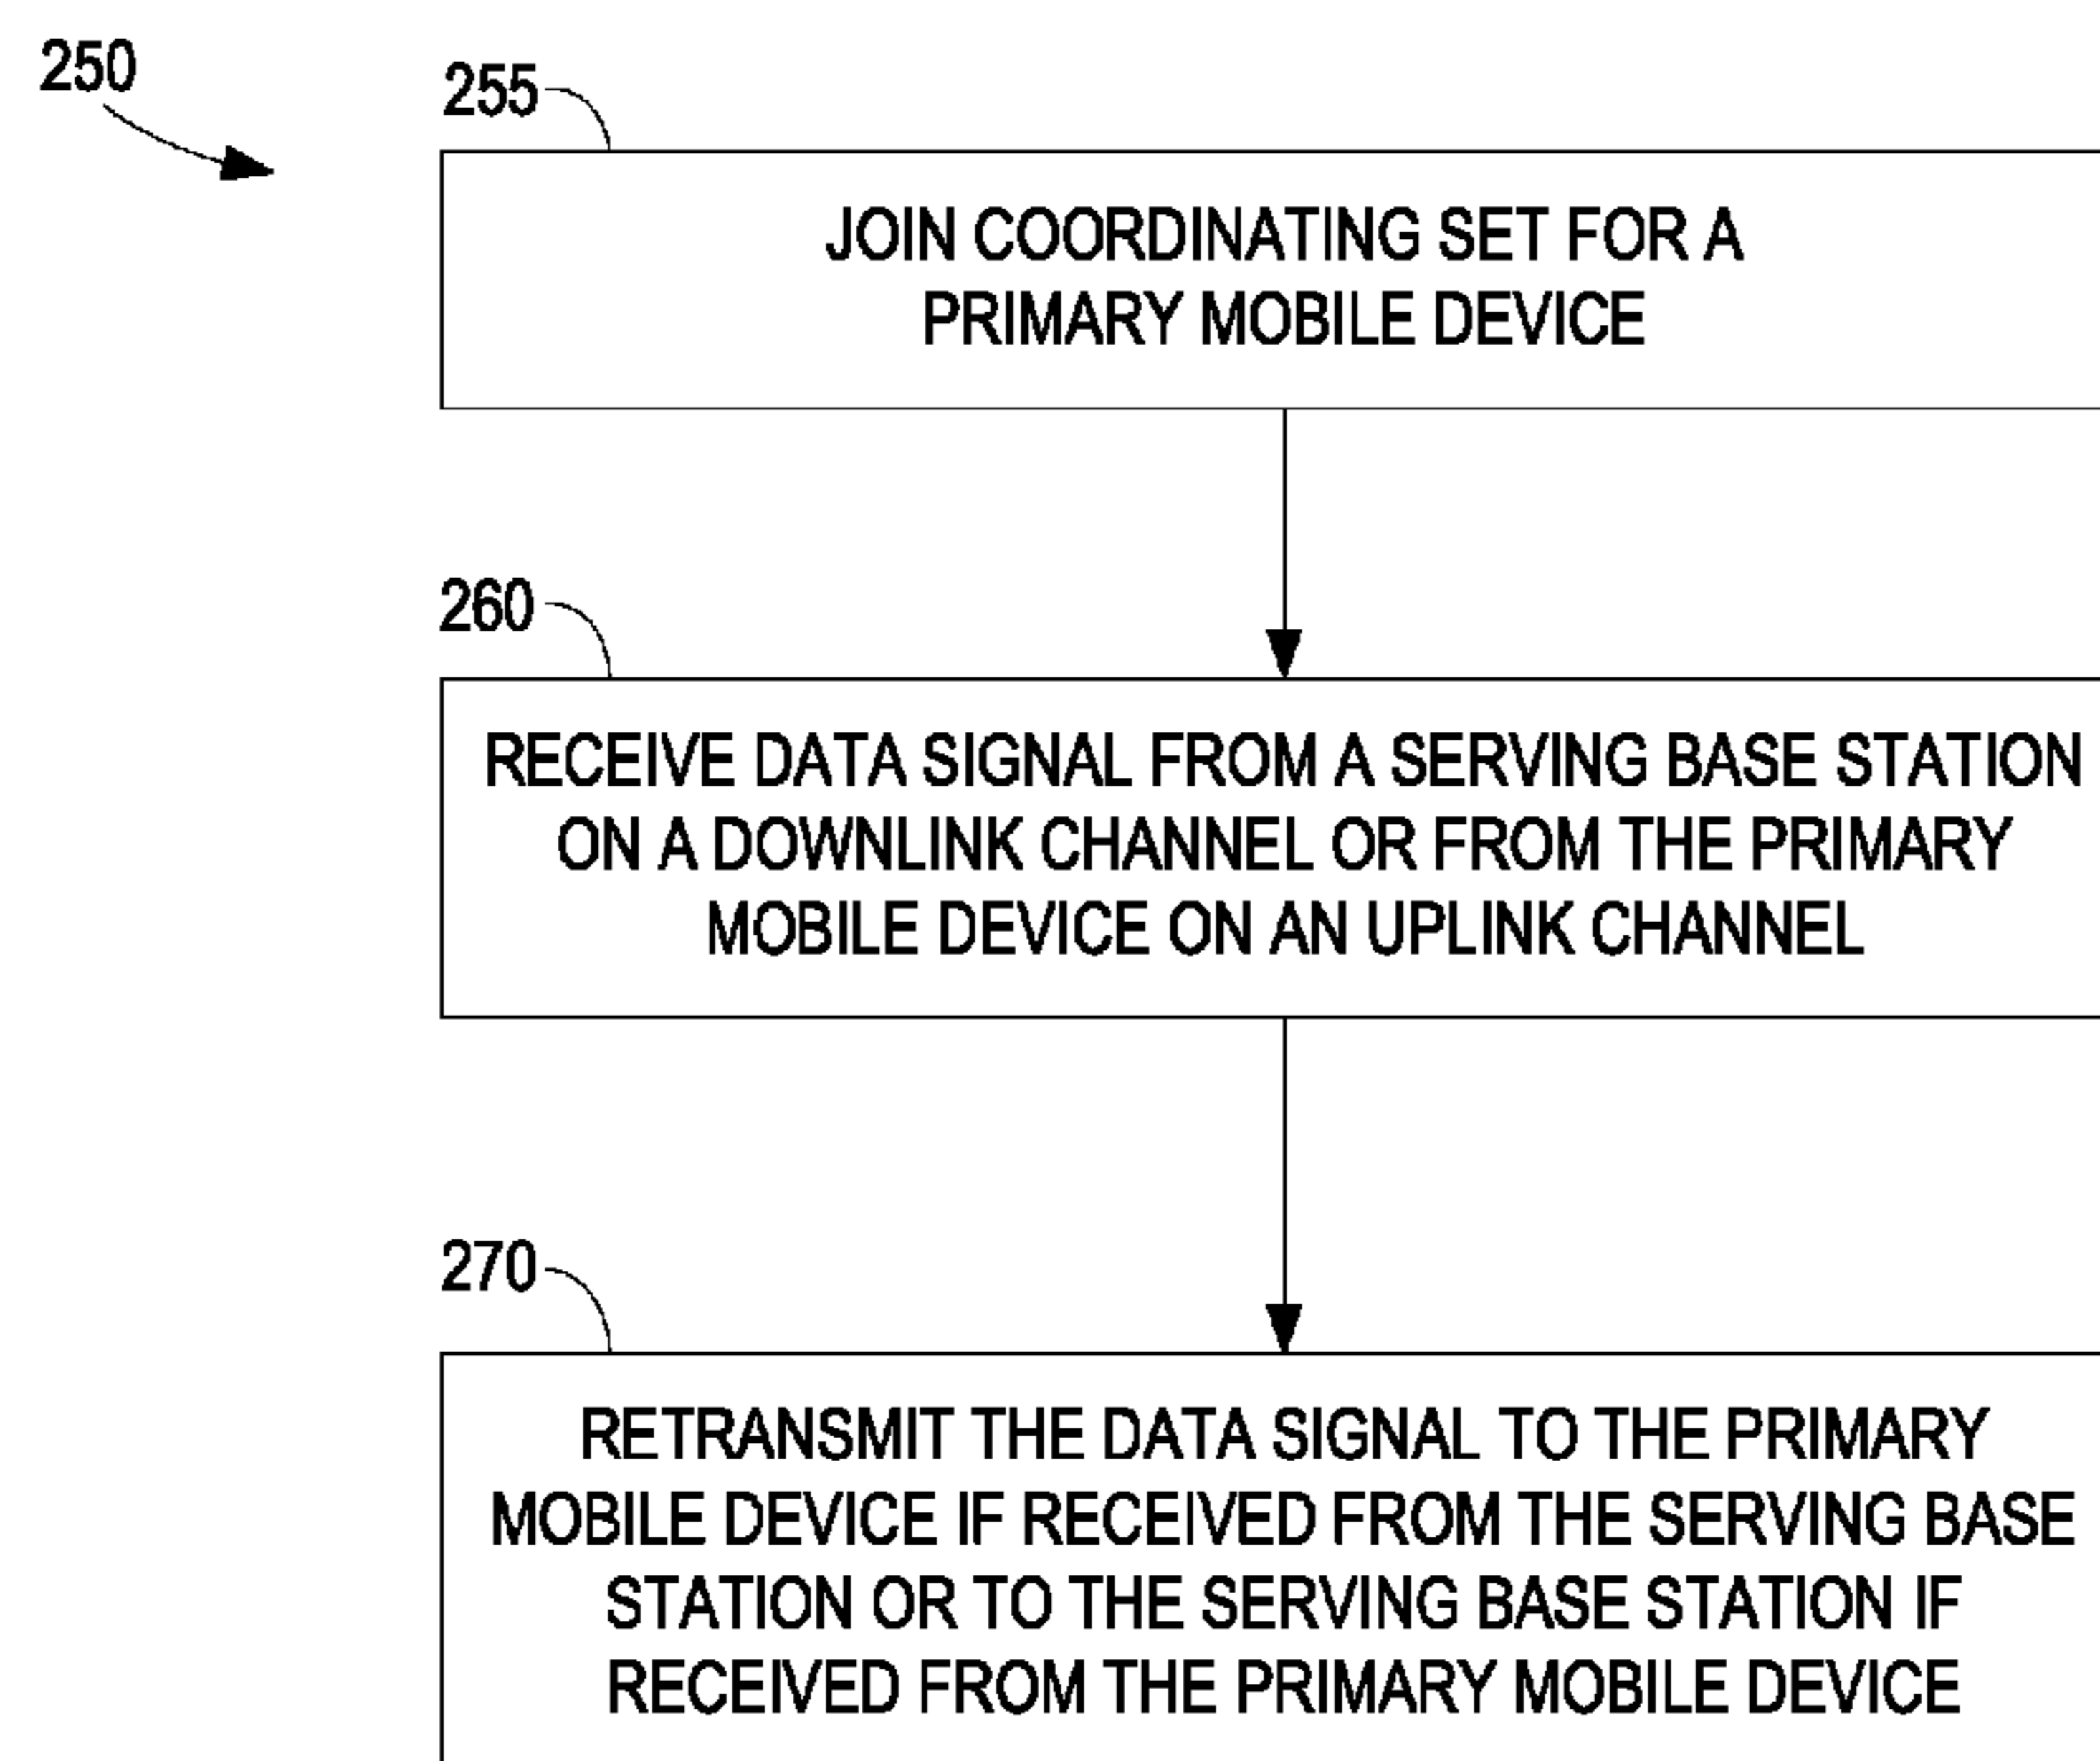 250
255
JOIN COORDINATING SET FOR A
PRIMARY MOBILE DEVICE
260
RECEIVE DATA SIGNAL FROM A SERVING BASE STATION
ON A DOWNLINK CHANNEL OR FROM THE PRIMARY
MOBILE DEVICE ON AN UPLINK CHANNEL
270
RETRANSMIT THE DATA SIGNAL TO THE PRIMARY
MOBILE DEVICE IF RECEIVED FROM THE SERVING BASE
STATION OR TO THE SERVING BASE STATION IF
RECEIVED FROM THE PRIMARY MOBILE DEVICE